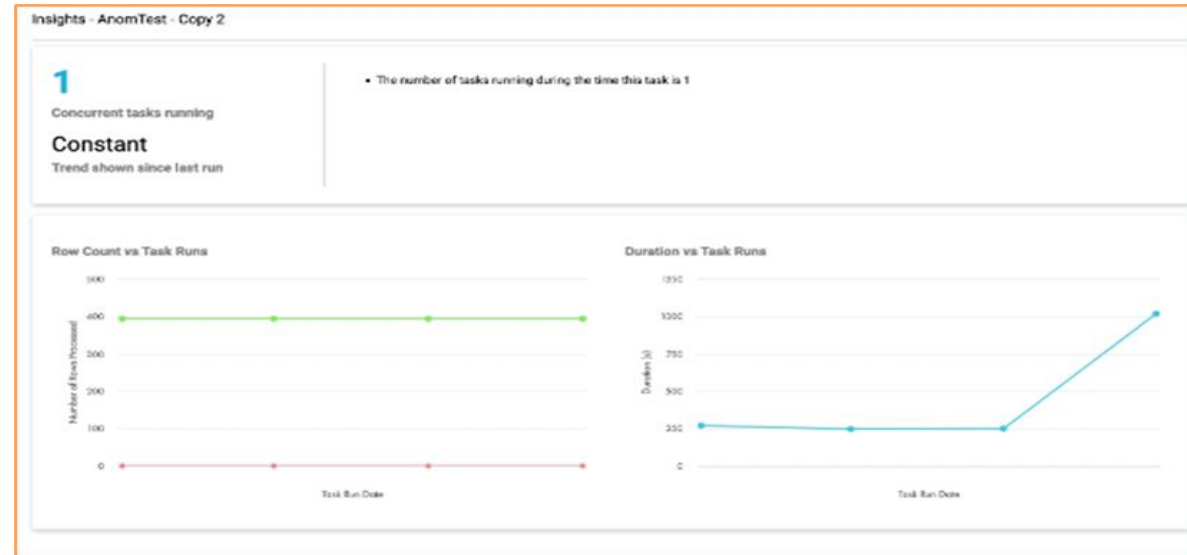 Insights - AnomTest - Copy 2
1
Concurrent tasks running
Constant
Trend shown since last run
• The number of tasks running during the time this task is 1
Row Count vs Task Runs
500
400
300
200
100
0
Number of Rows Processed
Task Run Date
Duration vs Task Runs
1250
1000
750
500
250
0
Duration (s)
Task Run Date